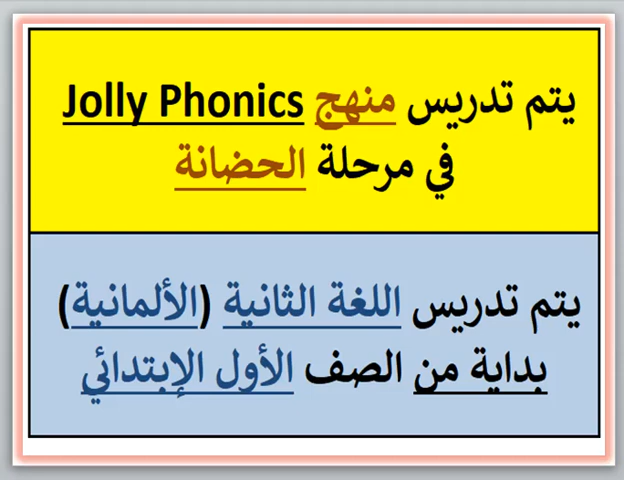 يتم تدريس منهج Jolly Phonics
في مرحلة الحضانة
يتم تدريس اللغة الثانية (الألمانية)
بداية من الصف الأول الإبتدائي